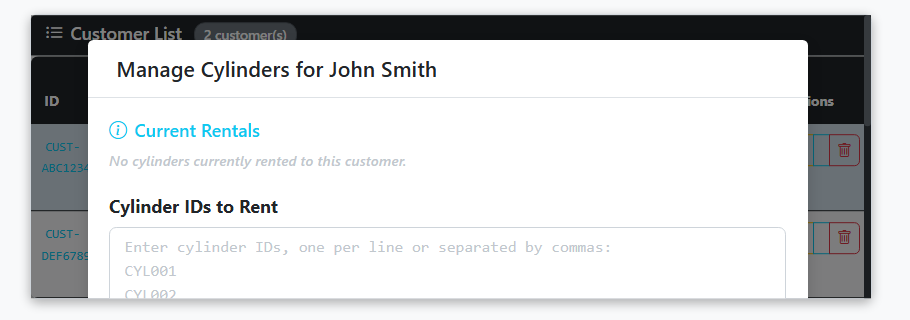 Customer List 2 customer(s)
Manage Cylinders for John Smith
ID
ions
Current Rentals
No cylinders currently rented to this customer.
CUST-
ABC1234
Cylinder IDs to Rent
CUST-
DEF6789
Enter cylinder IDs, one per line or separated by commas:
CYL001
CYL002